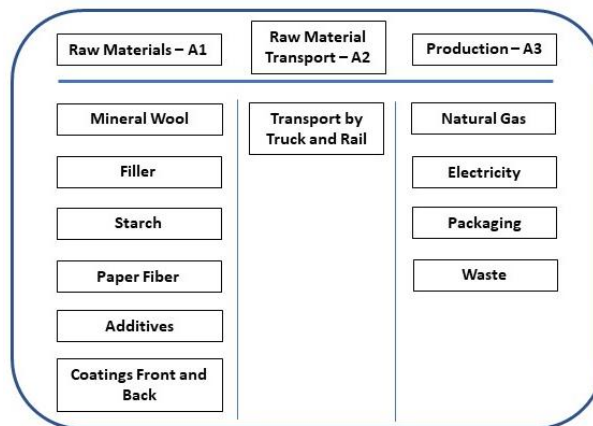 Raw Materials – A1
Raw Material
Transport – A2
Production – A3
Mineral Wool
Filler
Starch
Paper Fiber
Additives
Coatings Front and
Back
Transport by
Truck and Rail
Natural Gas
Electricity
Packaging
Waste